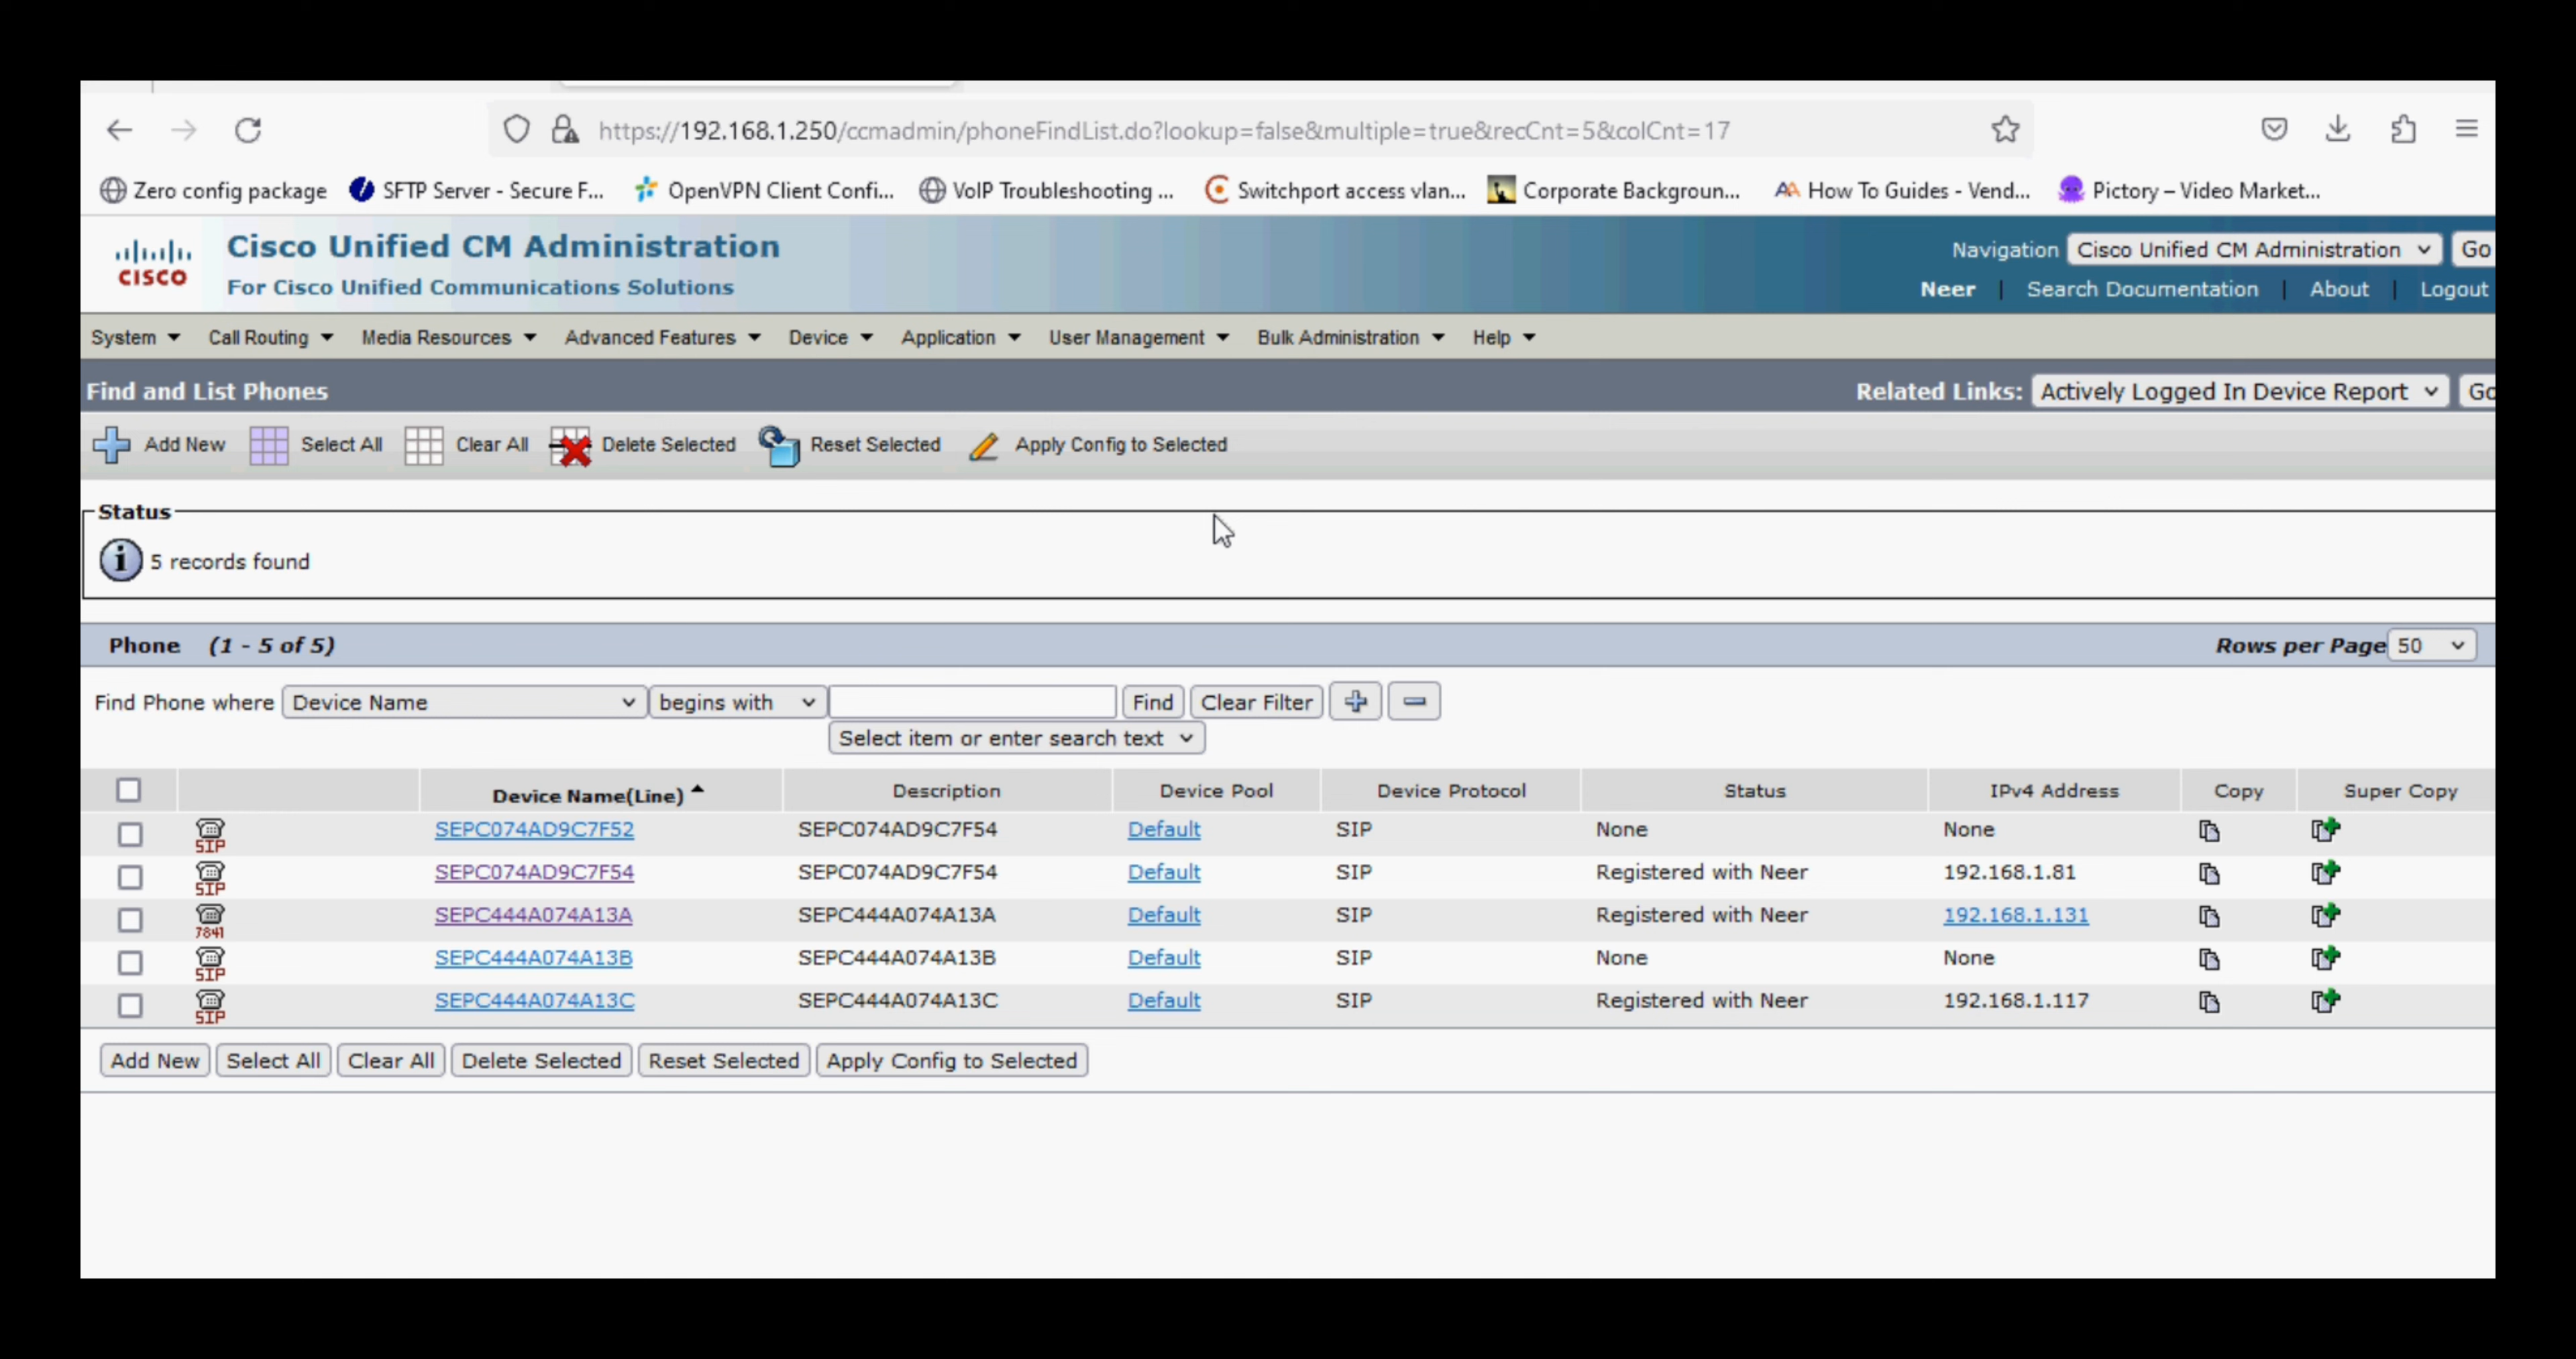 https://192.168.1.250/ccmadmin/phoneFindList.do?lookup=false&multiple=true&recCnt=5&colCnt=17
Zero config package SFTP Server - Secure F... OpenVPN Client Confi... VoIP Troubleshooting ... Switchport access vlan... Corporate Backgroun... How To Guides - Vend... Pictory – Video Market...
CISCO
Cisco Unified CM Administration
For Cisco Unified Communications Solutions
Navigation Cisco Unified CM Administration Go
Neer | Search Documentation | About | Logout
System Call Routing Media Resources Advanced Features Device Application User Management Bulk Administration Help
Find and List Phones Related Links: Actively Logged In Device Report Go
Add New Select All Clear All Delete Selected Reset Selected Apply Config to Selected
Status
5 records found
Phone (1 - 5 of 5) Rows per Page 50
Find Phone where Device Name begins with Find Clear Filter
Select item or enter search text
Device Name(Line) Description Device Pool Device Protocol Status IPv4 Address Copy Super Copy
SIP SEPC074AD9C7F52 SEPC074AD9C7F54 Default SIP None None
SIP SEPC074AD9C7F54 SEPC074AD9C7F54 Default SIP Registered with Neer 192.168.1.81
7841 SEPC444A074A13A SEPC444A074A13A Default SIP Registered with Neer 192.168.1.131
SIP SEPC444A074A13B SEPC444A074A13B Default SIP None None
SIP SEPC444A074A13C SEPC444A074A13C Default SIP Registered with Neer 192.168.1.117
Add New Select All Clear All Delete Selected Reset Selected Apply Config to Selected